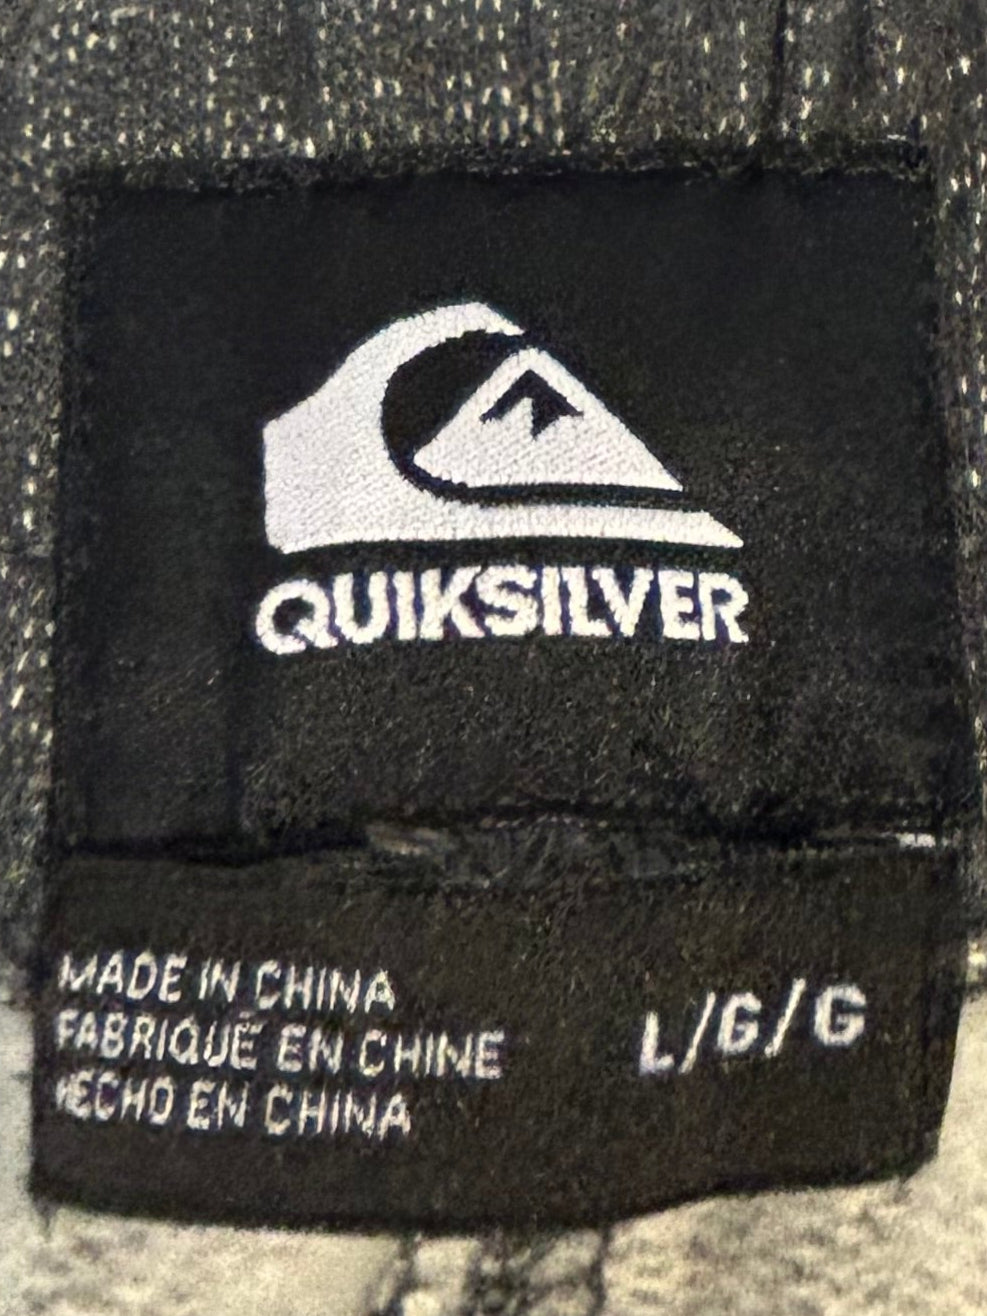 QUIKSILVER
MADE IN CHINA
FABRIQUÉ EN CHINE
HECHO EN CHINA
L/G/G